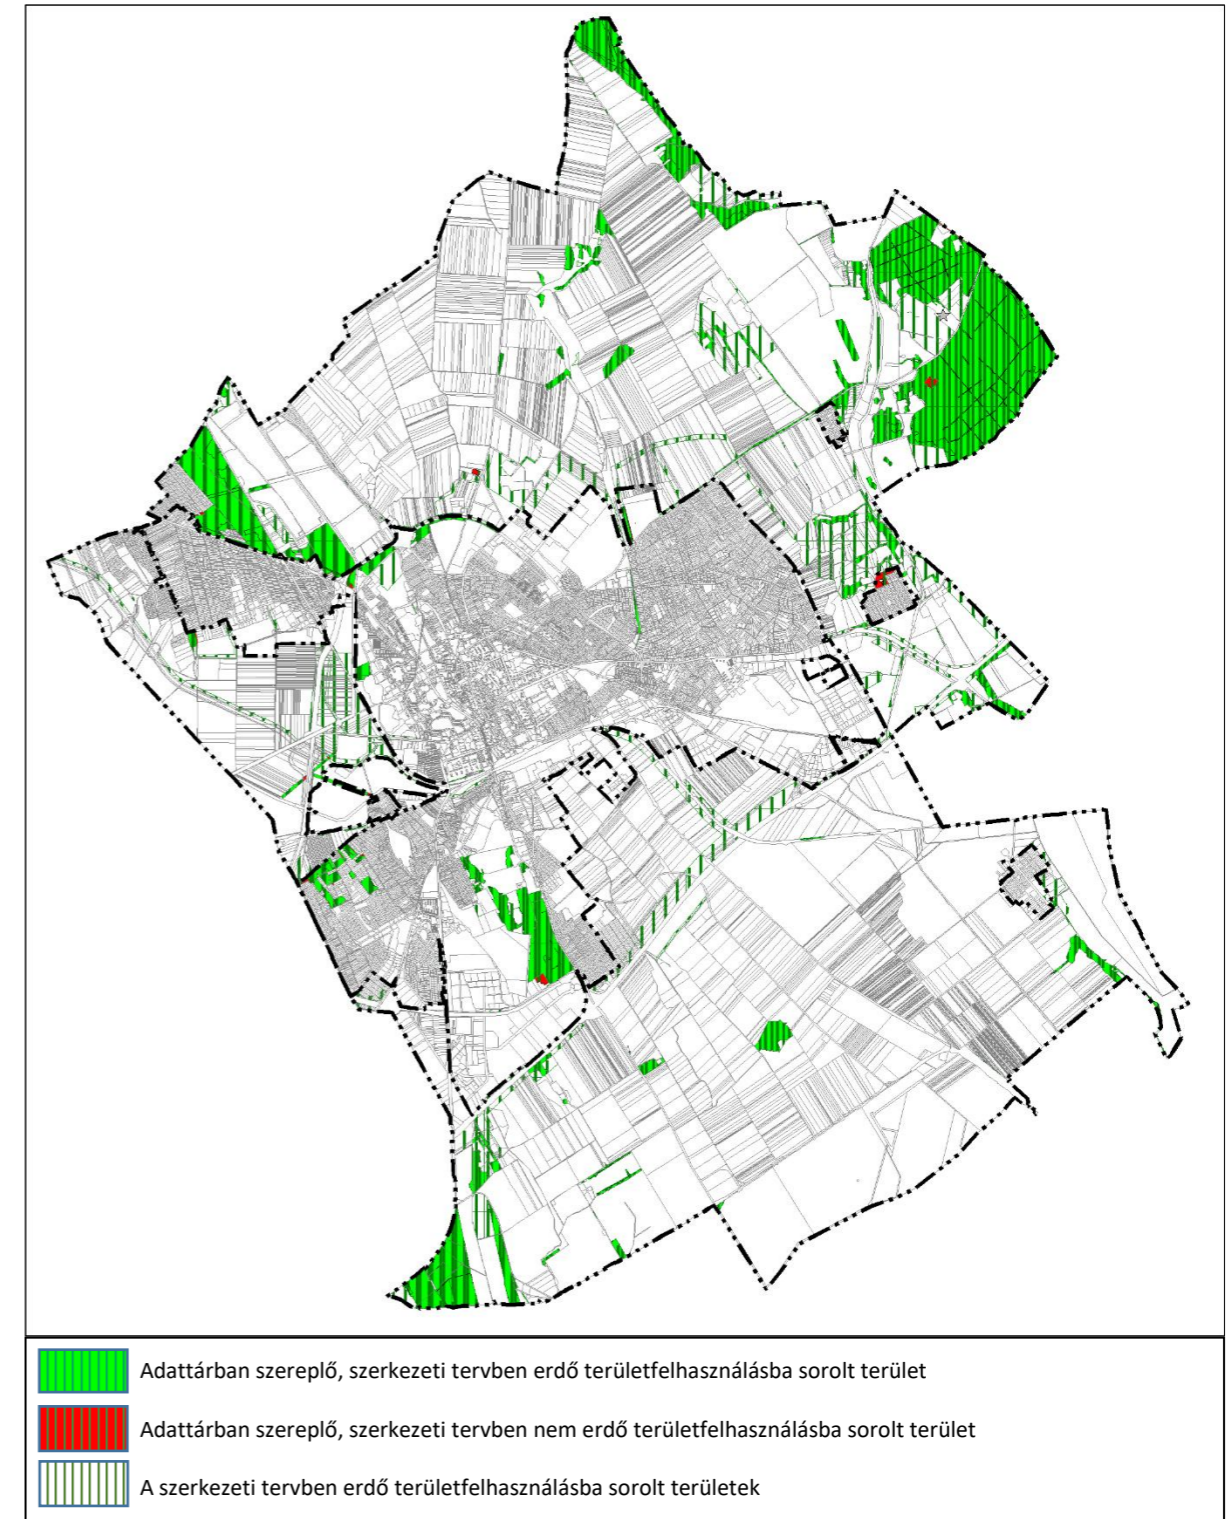 Adattárban szereplő, szerkezeti tervben erdő területfelhasználásba sorolt terület
Adattárban szereplő, szerkezeti tervben nem erdő területfelhasználásba sorolt terület
A szerkezeti tervben erdő területfelhasználásba sorolt területek